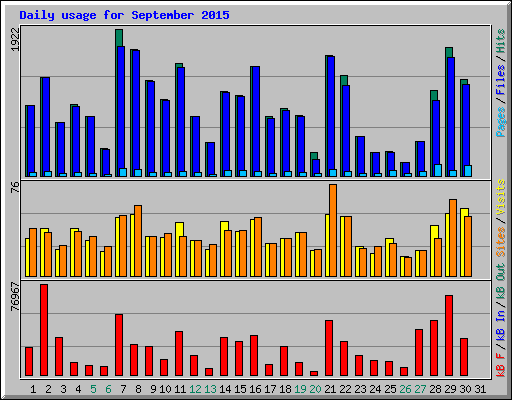 Daily usage for September 2015
1922
Pages / Files / Hits
76
Sites / Visits
76967
kB F / kB In / kB Out
1 2 3 4 5 6 7 8 9 10 11 12 13 14 15 16 17 18 19 20 21 22 23 24 25 26 27 28 29 30 31